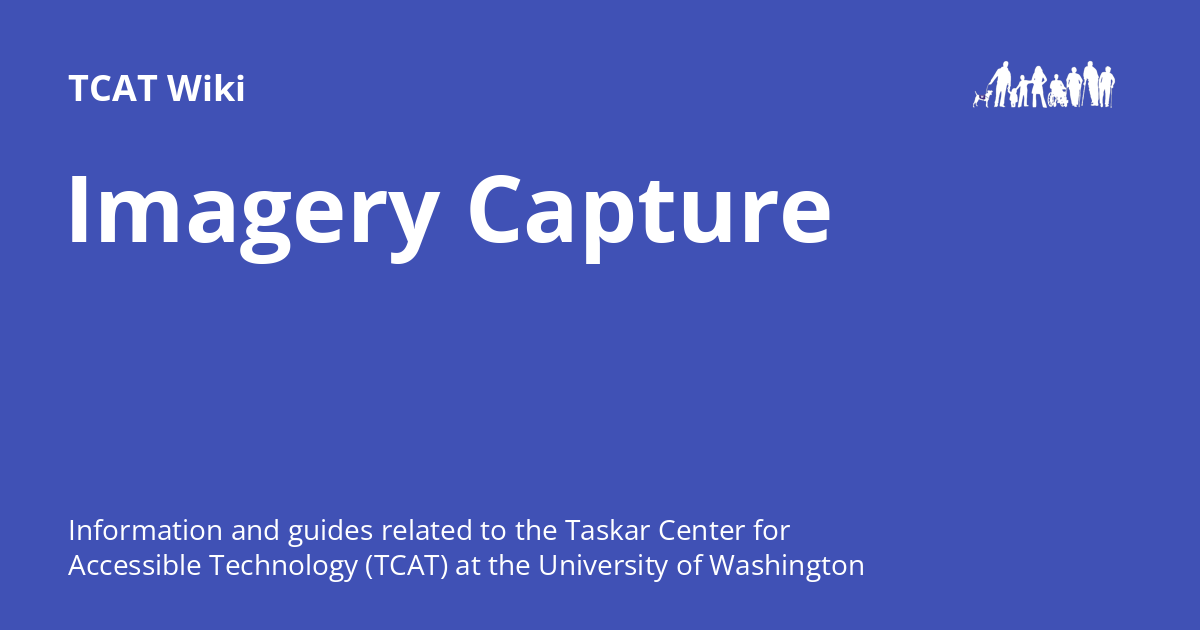 TCAT Wiki
Imagery Capture
Information and guides related to the Taskar Center for
Accessible Technology (TCAT) at the University of Washington